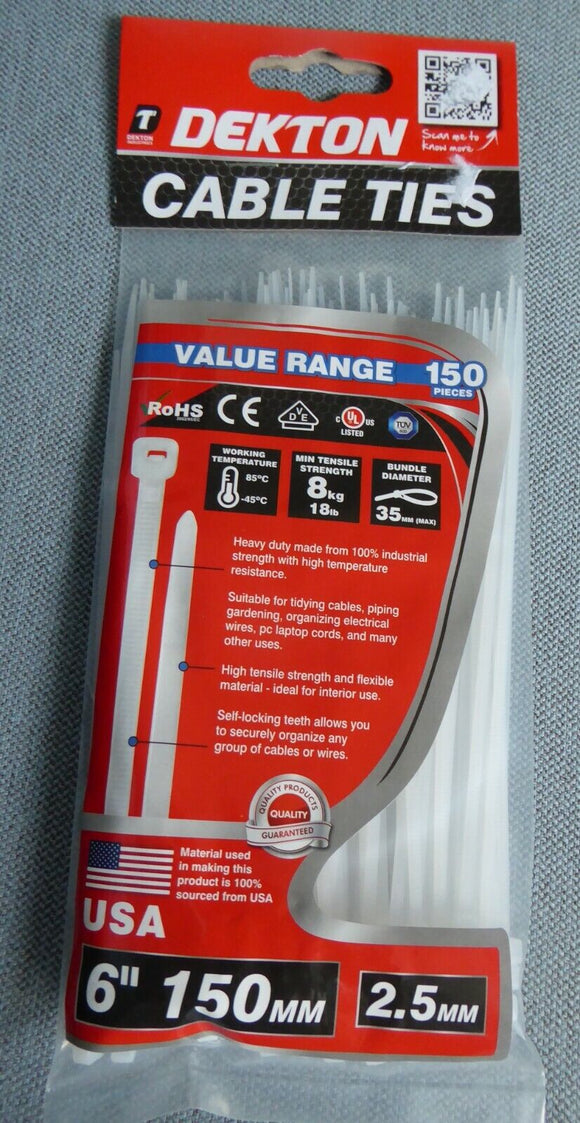 T
DEKTON
INDUSTRIES
DEKTON
Scan me to
know more
CABLE TIES
VALUE RANGE 150
PIECES
RoHS
CE
DVE
C UL US
LISTED
TÜV
WORKING
TEMPERATURE
85ºC
-45ºC
MIN TENSILE
STRENGTH
8kg
18lb
BUNDLE
DIAMETER
35MM (MAX)
Heavy duty made from 100% industrial
strength with high temperature
resistance.
Suitable for tidying cables, piping
gardening, organizing electrical
wires, pc laptop cords, and many
other uses.
High tensile strength and flexible
material - ideal for interior use.
Self-locking teeth allows you
to securely organize any
group of cables or wires.
QUALITY PRODUCTS
QUALITY
GUARANTEED
Material used
in making this
product is 100%
sourced from USA
USA
6" 150MM
2.5MM